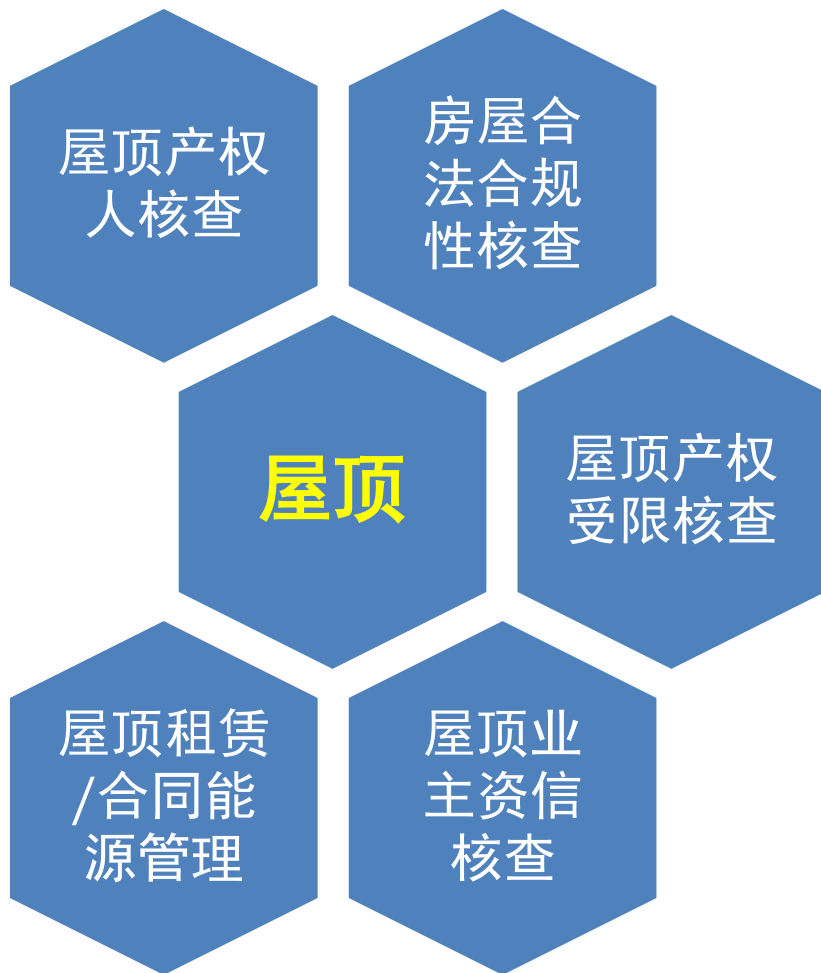 屋顶产权
人核查
房屋合
法合规
性核查
屋顶
屋顶产权
受限核查
屋顶租赁
/合同能
源管理
屋顶业
主资信
核查